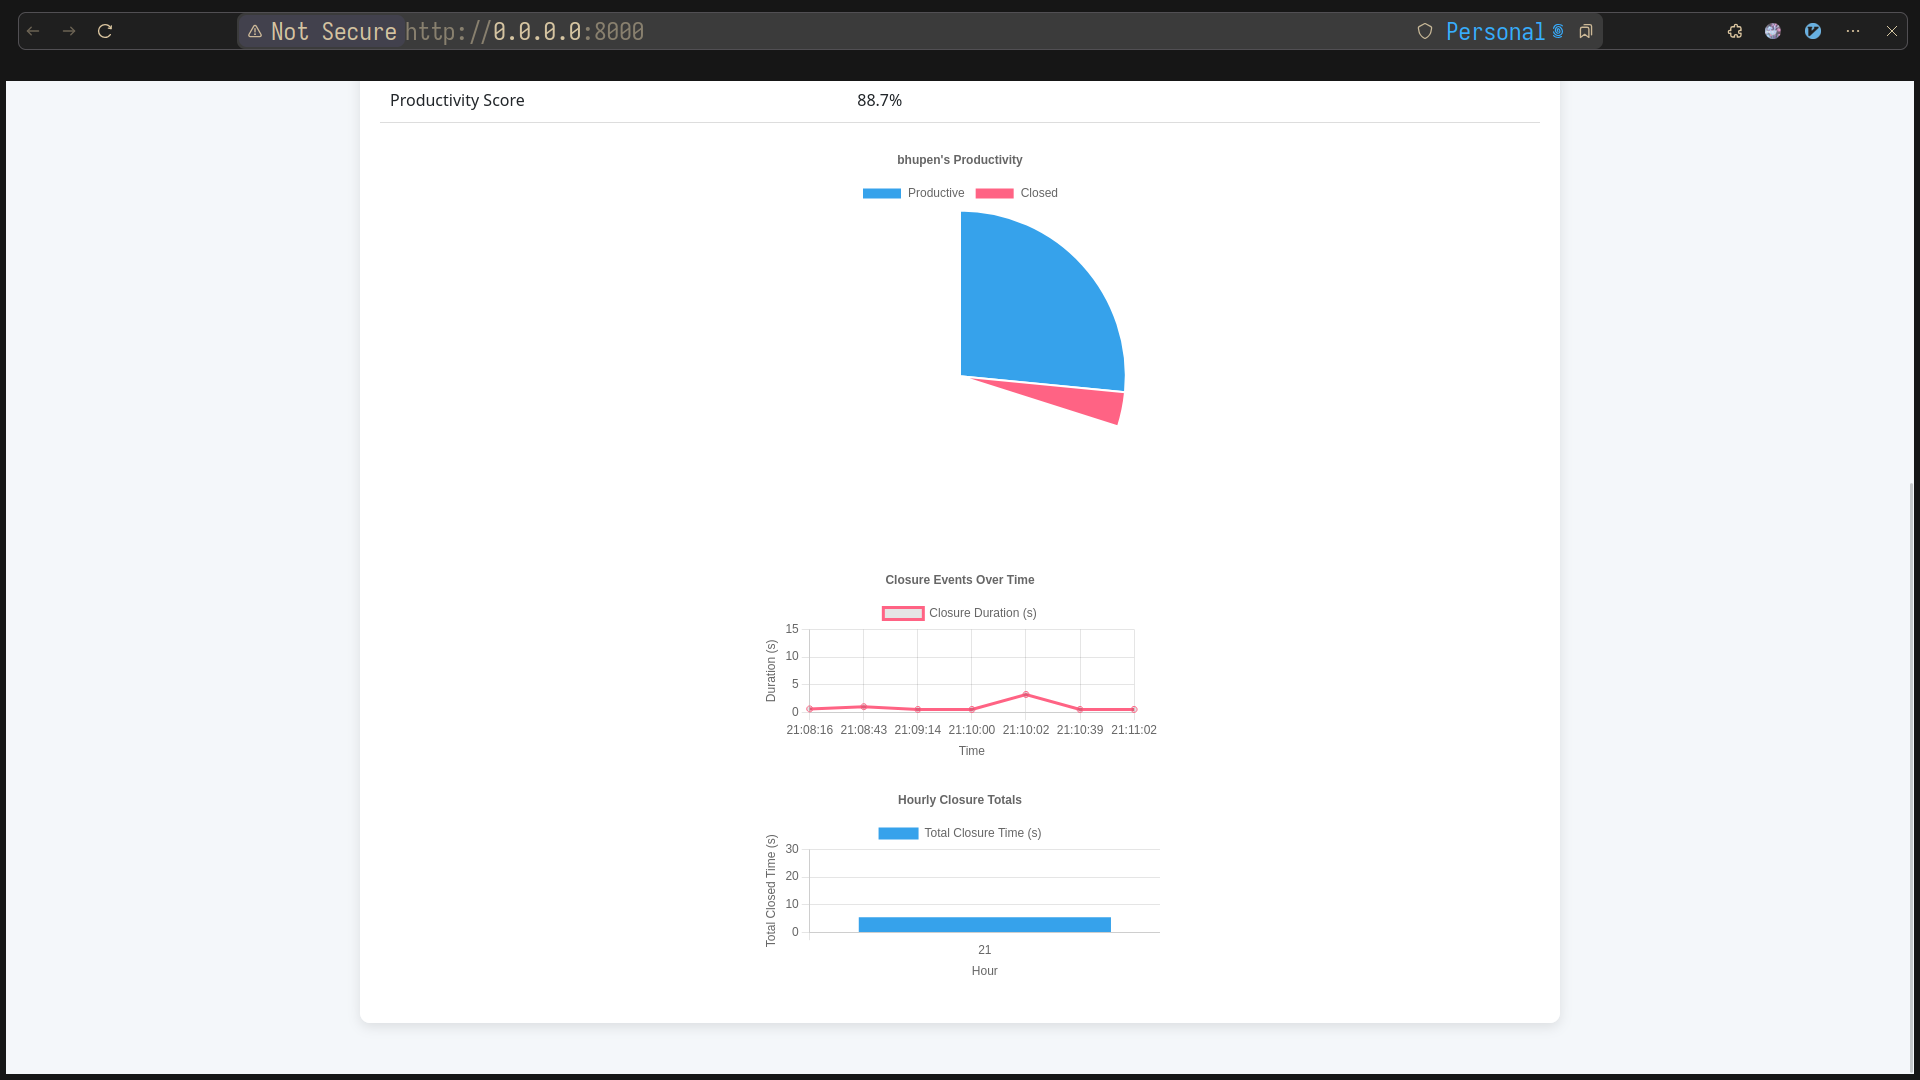 Not Secure http://0.0.0.0:8000 Personal
Productivity Score 88.7%
bhupen's Productivity
Productive Closed
Closure Events Over Time
Closure Duration (s)
Duration (s)
15
10
5
0
21:08:16 21:08:43 21:09:14 21:10:00 21:10:02 21:10:39 21:11:02
Time
Hourly Closure Totals
Total Closure Time (s)
Total Closed Time (s)
30
20
10
0
21
Hour